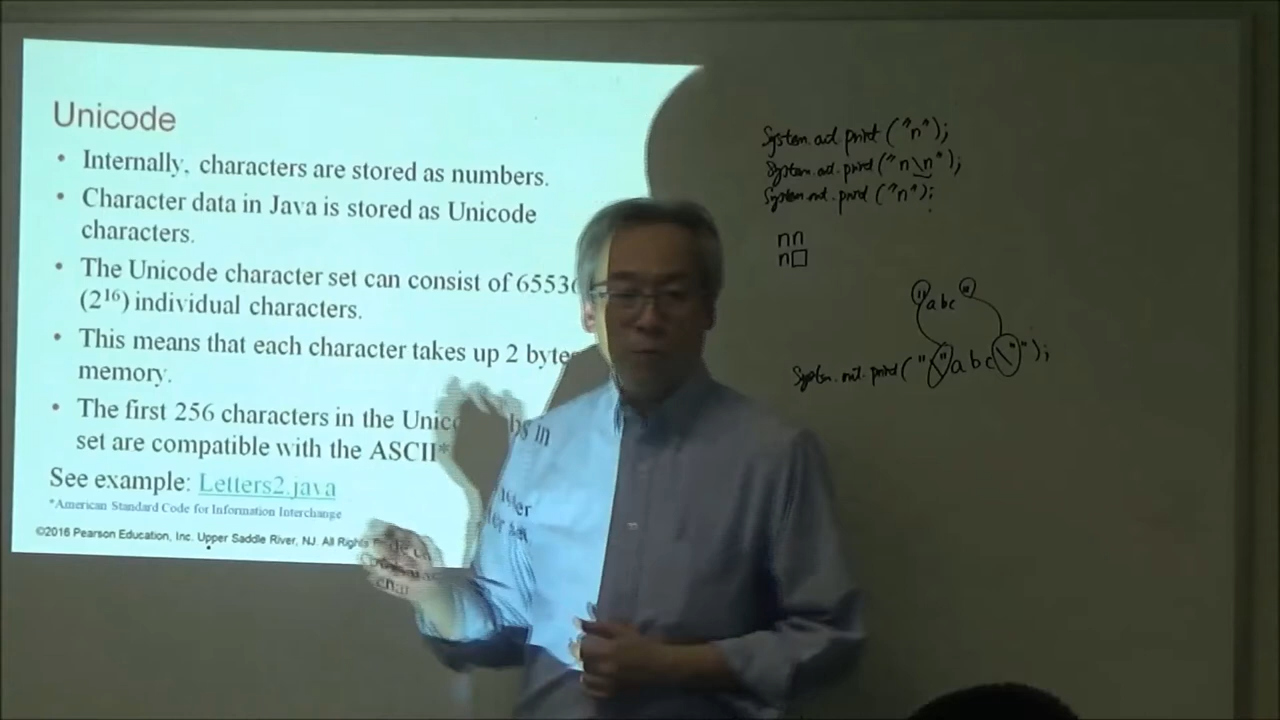 Unicode
• Internally, characters are stored as numbers.
• Character data in Java is stored as Unicode
characters.
• The Unicode character set can consist of 6553
(2¹⁶) individual characters.
• This means that each character takes up 2 byte
memory.
• The first 256 characters in the Unic
set are compatible with the ASCII*
See example: Letters2.java
*American Standard Code for Information Interchange
©2016 Pearson Education, Inc. Upper Saddle River, NJ. All Rights
System.out.print("n");
System.out.print("n\n");
System.out.print("n");
nn
n
"abc"
System.out.print("\"abc\"");